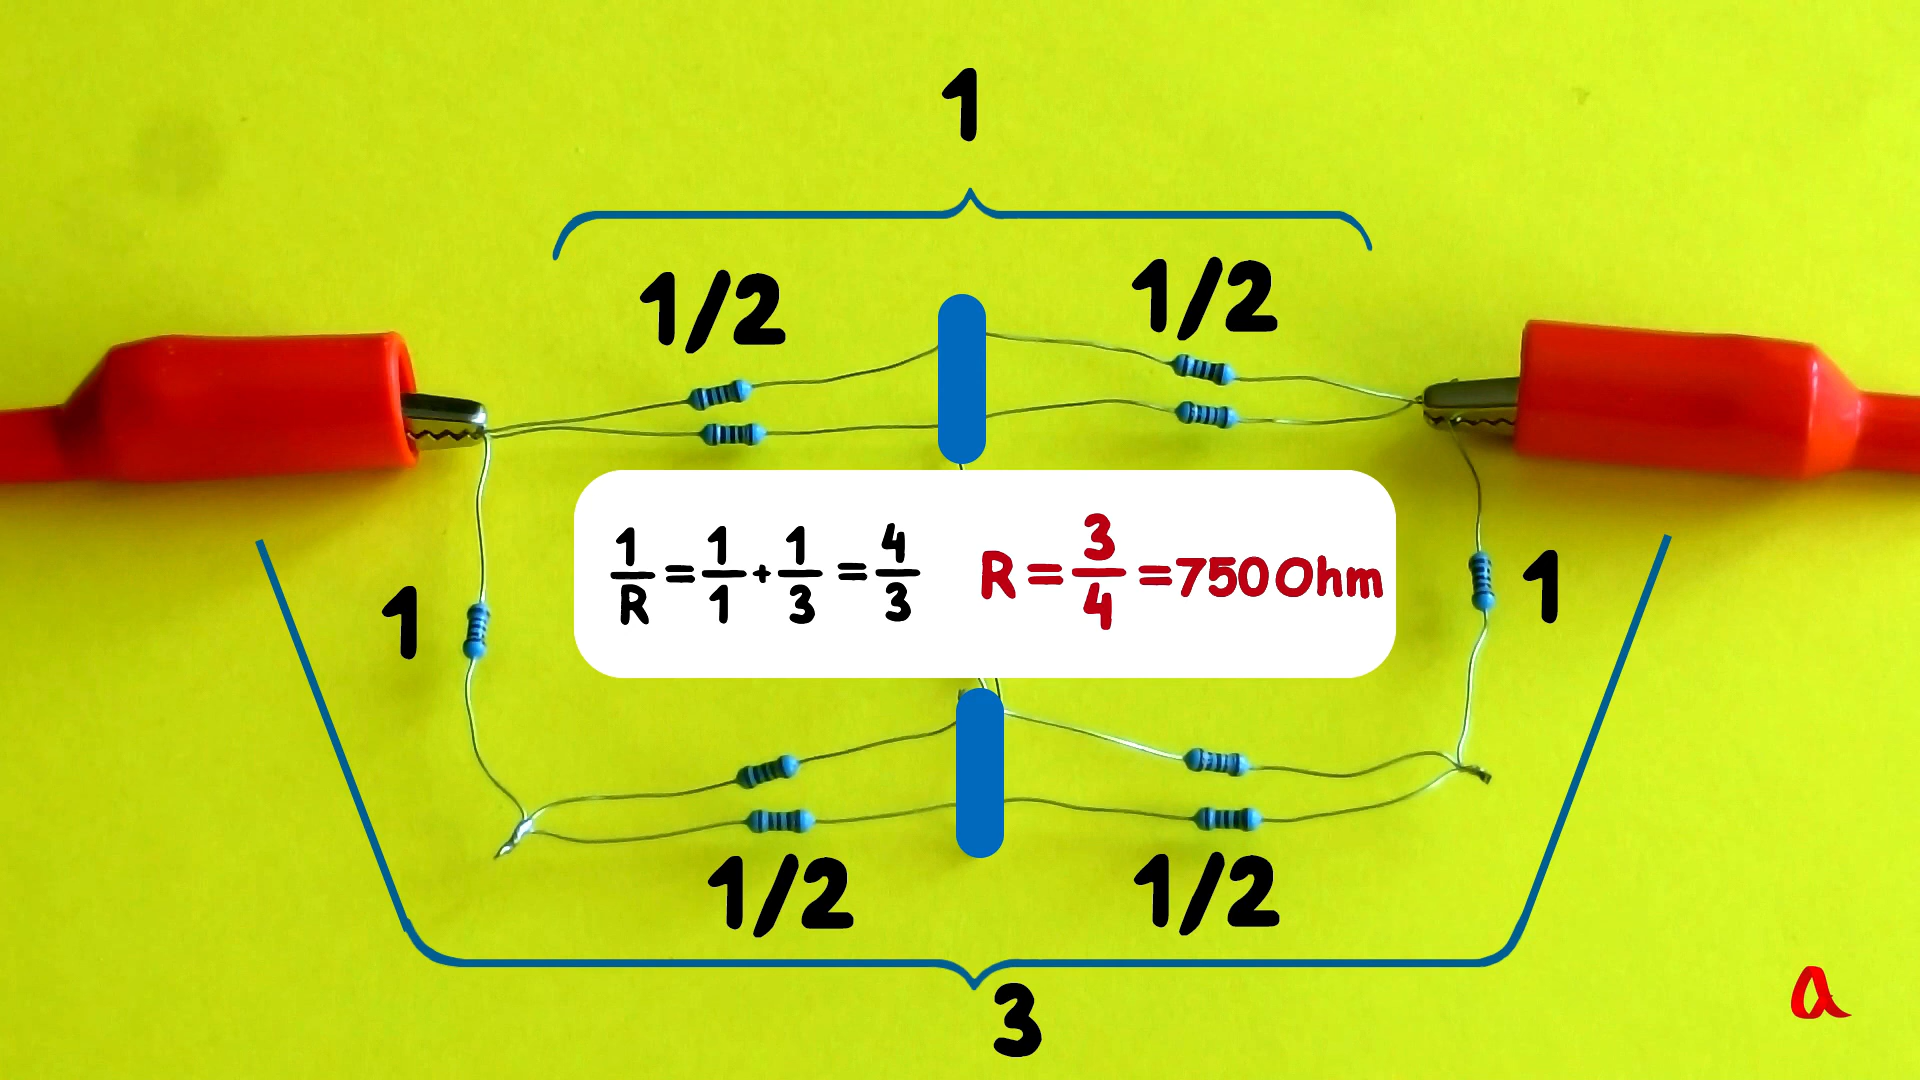 1
1/2 1/2
1/R = 1/1 + 1/3 = 4/3 R = 3/4 = 750 Ohm
1 1
1/2 1/2
3
a